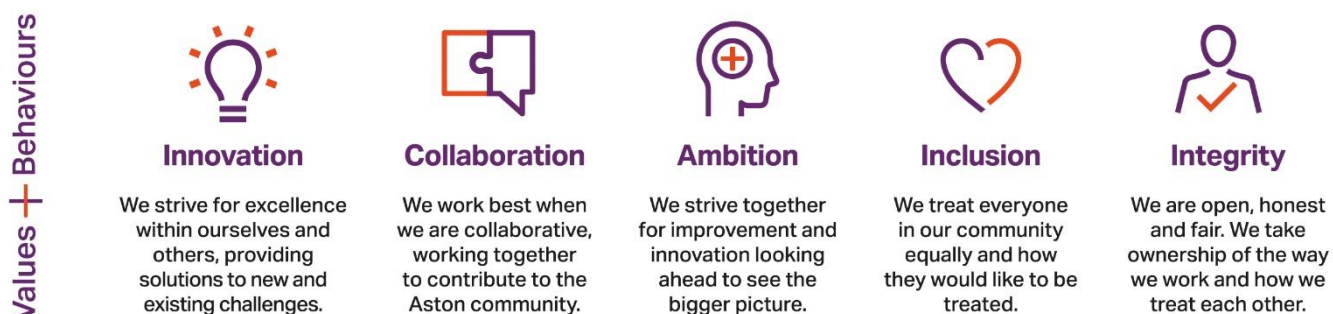 Values + Behaviours
Innovation
We strive for excellence
within ourselves and
others, providing
solutions to new and
existing challenges.
Collaboration
We work best when
we are collaborative,
working together
to contribute to the
Aston community.
Ambition
We strive together
for improvement and
innovation looking
ahead to see the
bigger picture.
Inclusion
We treat everyone
in our community
equally and how
they would like to be
treated.
Integrity
We are open, honest
and fair. We take
ownership of the way
we work and how we
treat each other.